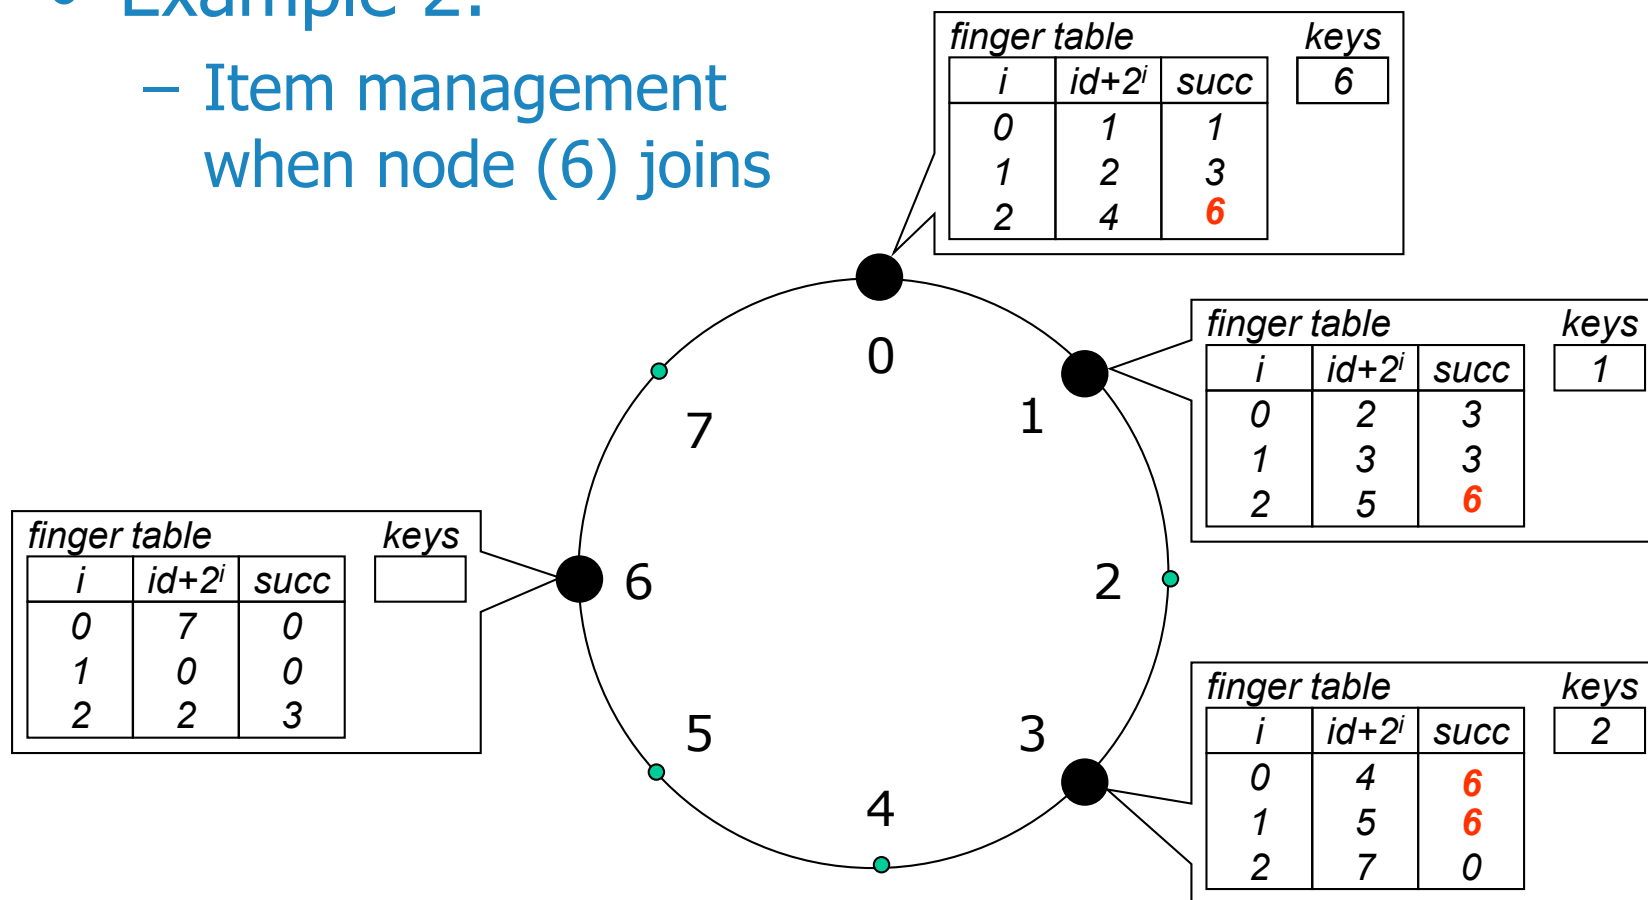 • Example 2:
– Item management
when node (6) joins
finger table keys
i id+2ⁱ succ 6
0 1 1
1 2 3
2 4 6
finger table keys
i id+2ⁱ succ 1
0 2 3
1 3 3
2 5 6
finger table keys
i id+2ⁱ succ
0 7 0
1 0 0
2 2 3
finger table keys
i id+2ⁱ succ 2
0 4 6
1 5 6
2 7 0
0
1
2
3
4
5
6
7